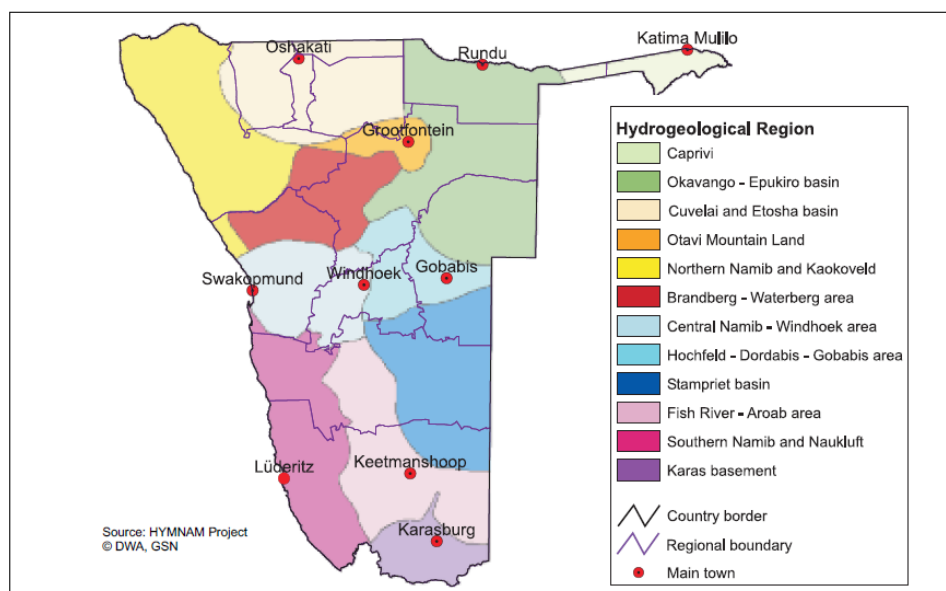 Katima Mulilo
Oshakati
Rundu
Grootfontein
Swakopmund
Windhoek
Gobabis
Lüderitz
Keetmanshoop
Karasburg
Source: HYMNAM Project
© DWA, GSN
Hydrogeological Region
Caprivi
Okavango - Epukiro basin
Cuvelai and Etosha basin
Otavi Mountain Land
Northern Namib and Kaokoveld
Brandberg - Waterberg area
Central Namib - Windhoek area
Hochfeld - Dordabis - Gobabis area
Stampriet basin
Fish River - Aroab area
Southern Namib and Naukluft
Karas basement
Country border
Regional boundary
Main town